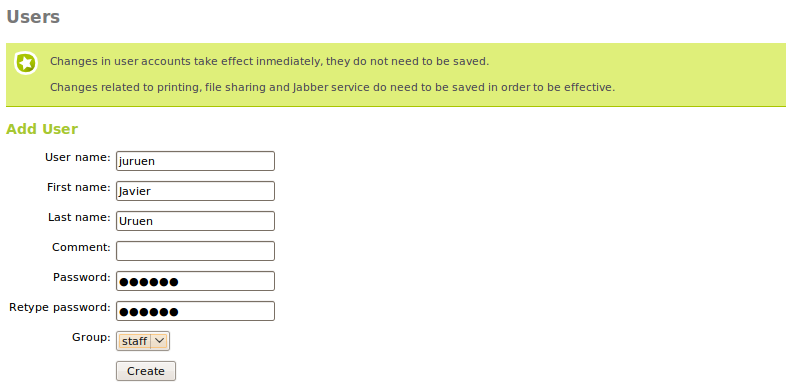 Users
Changes in user accounts take effect inmediately, they do not need to be saved.
Changes related to printing, file sharing and Jabber service do need to be saved in order to be effective.
Add User
User name: juruen
First name: Javier
Last name: Uruen
Comment:
Password: ●●●●●●
Retype password: ●●●●●●
Group: staff
Create